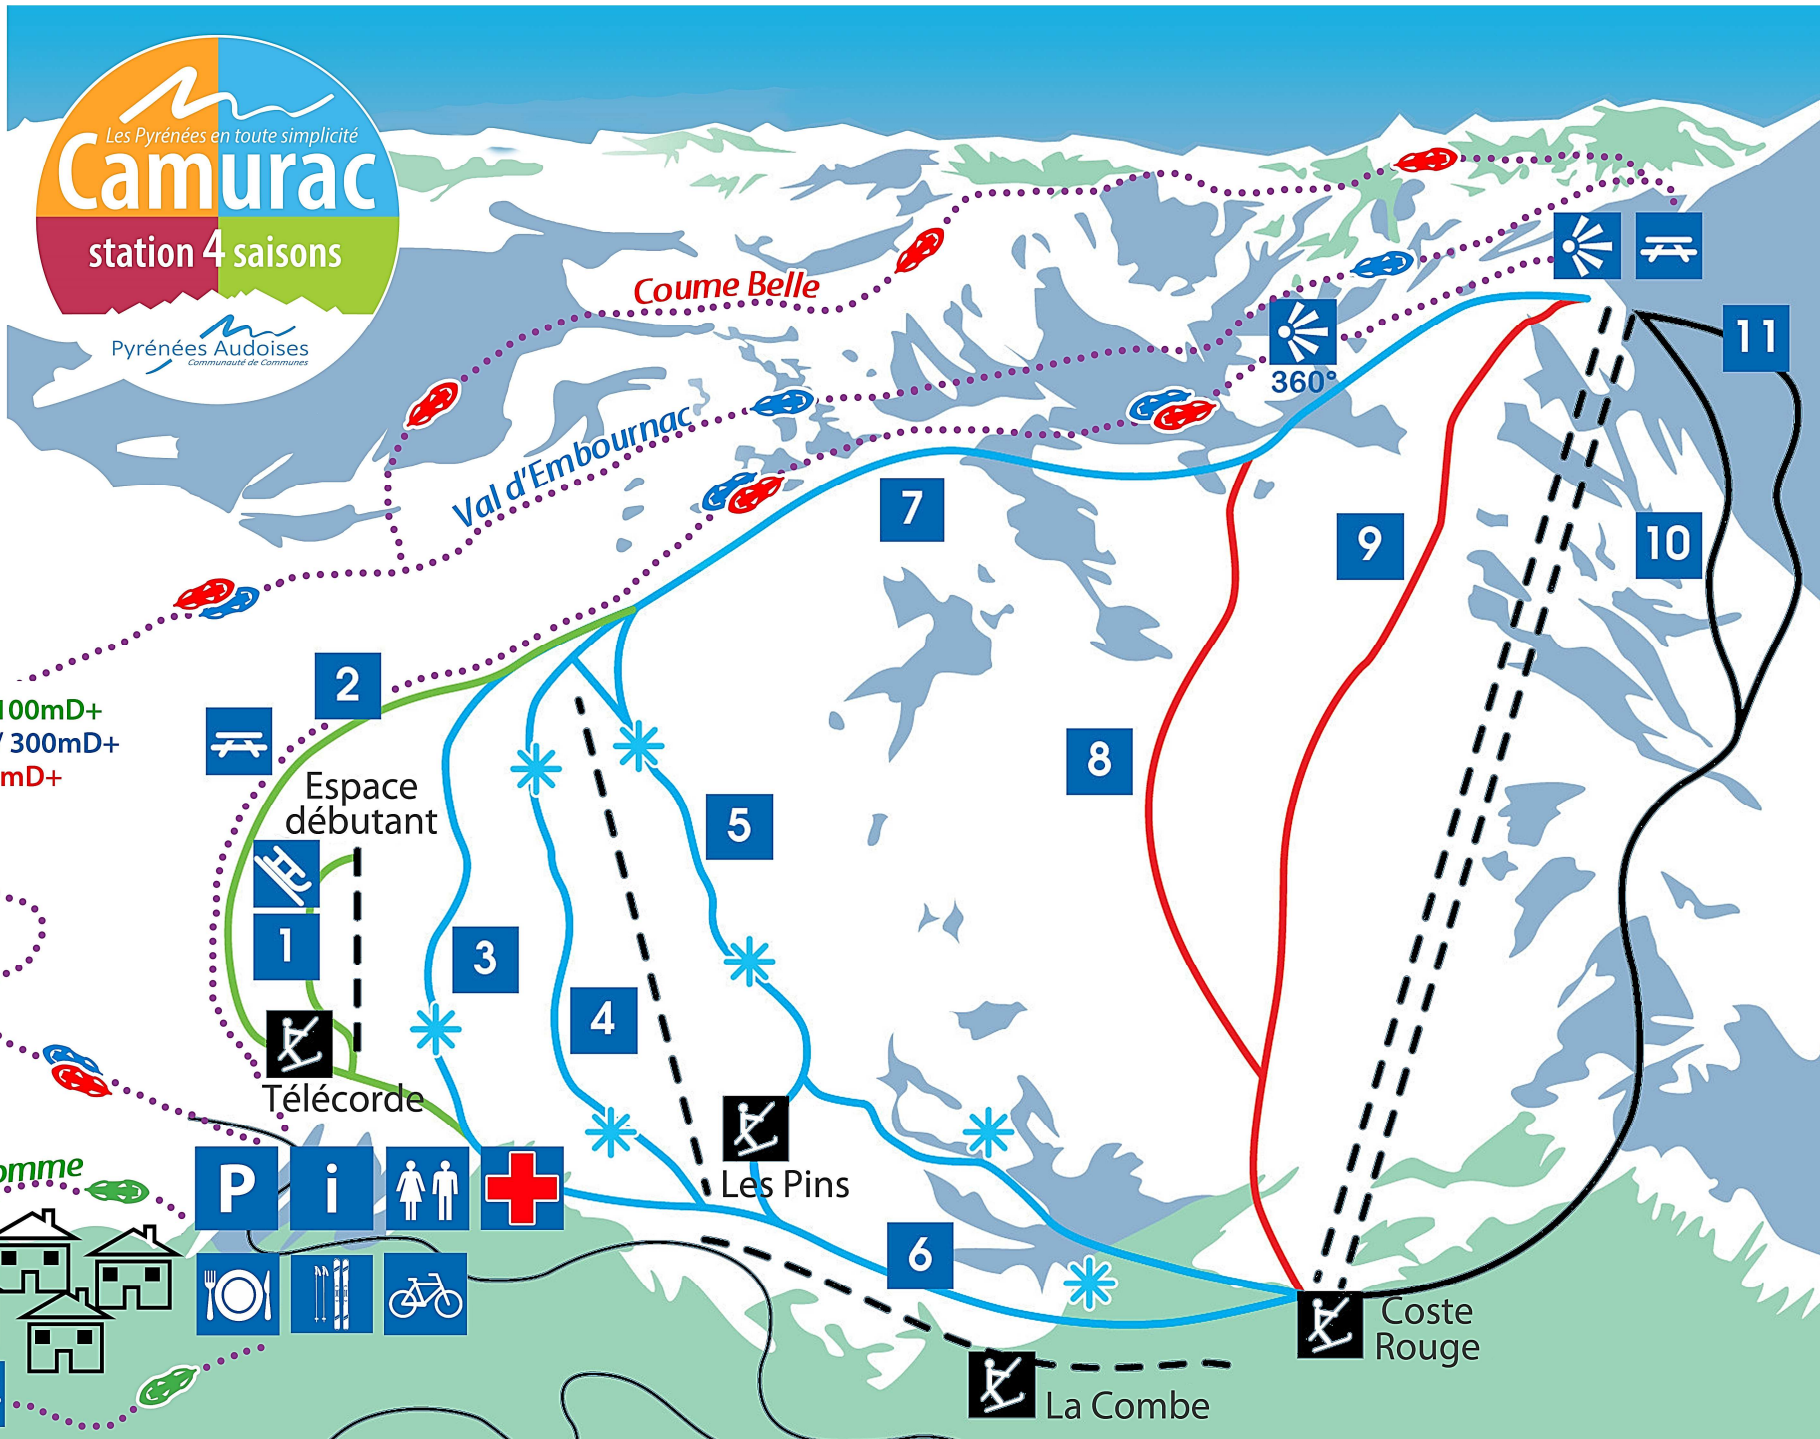 Les Pyrénées en toute simplicité
Camurac
station 4 saisons
Pyrénées Audoises
Communauté de Communes
Coume Belle
360°
11
Val d'Embournac
7
9
10
2
100mD+
/ 300mD+
mD+
8
Espace
débutant
5
1
3
4
Télécorde
omme
P
i
Les Pins
6
Coste
Rouge
La Combe